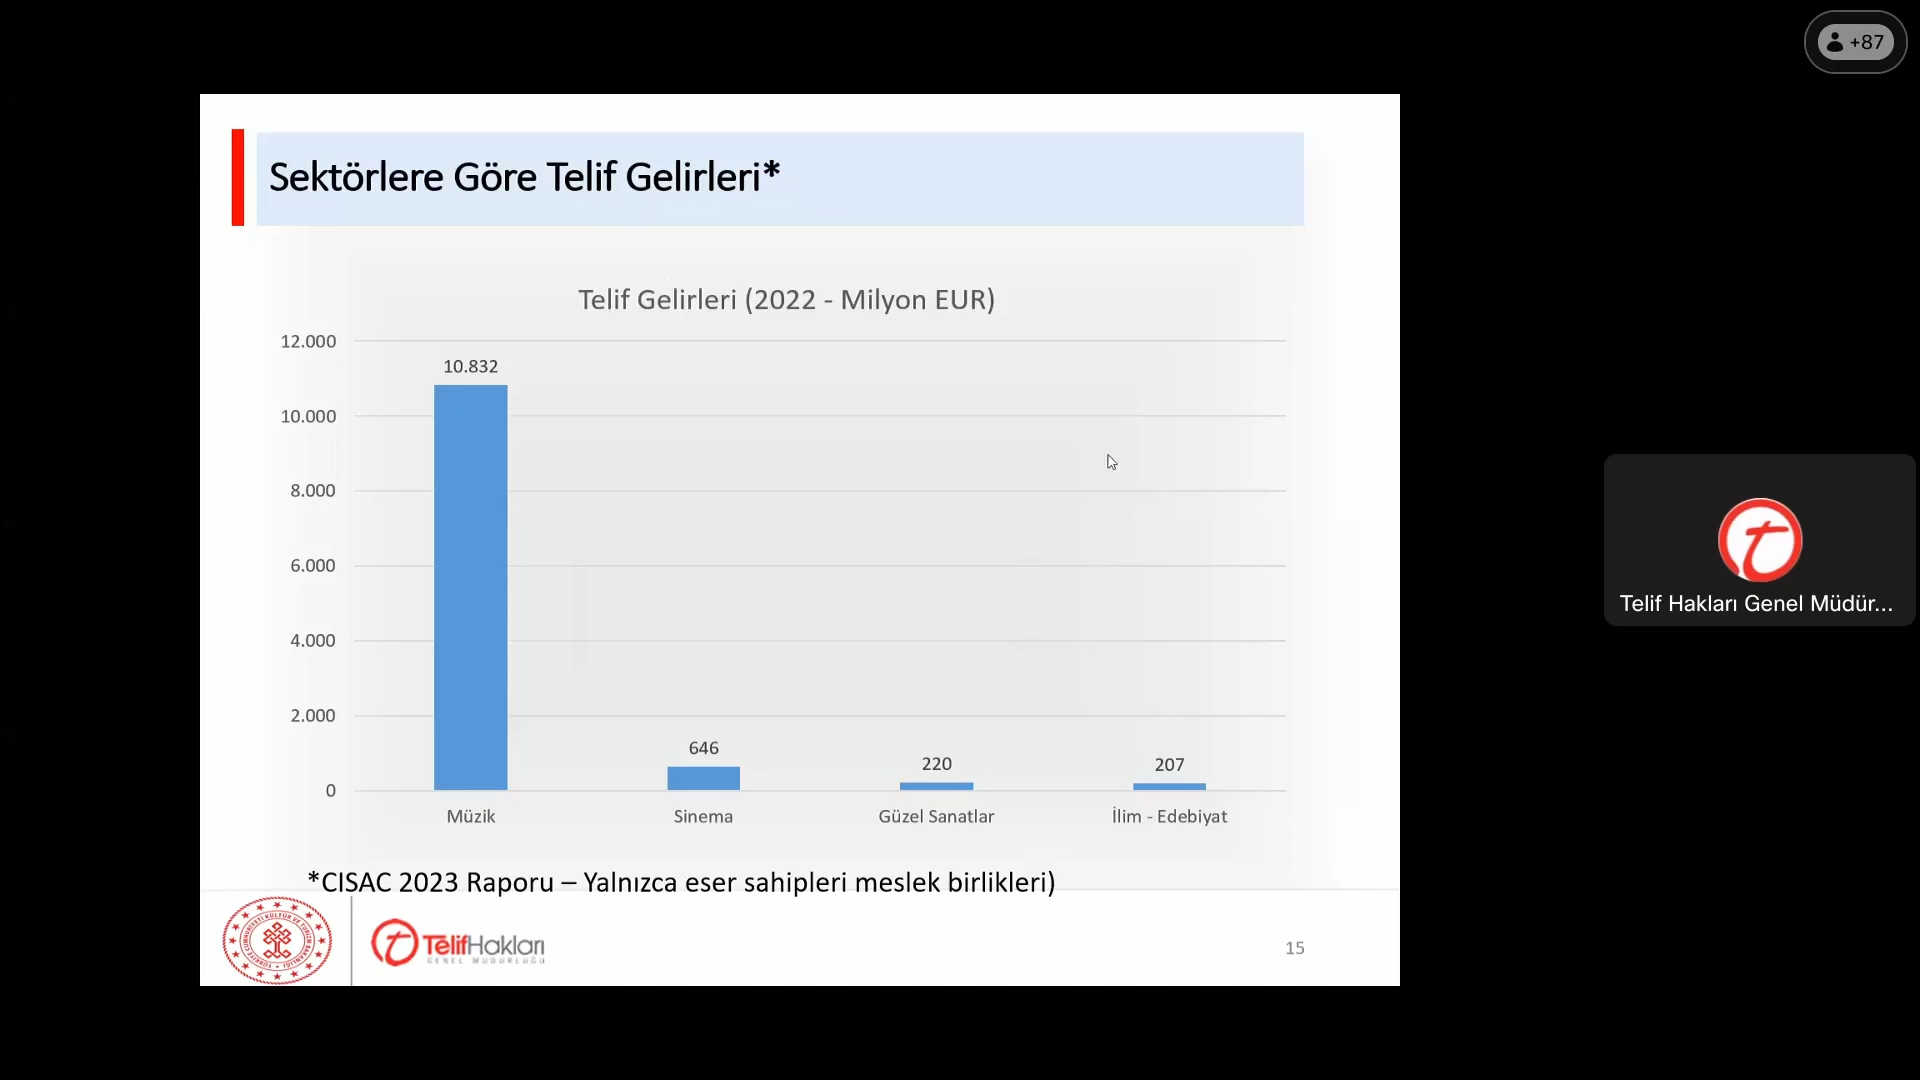 +87
Sektörlere Göre Telif Gelirleri*
Telif Gelirleri (2022 - Milyon EUR)
12.000
10.000
8.000
6.000
4.000
2.000
0
10.832
646
220
207
Müzik
Sinema
Güzel Sanatlar
İlim - Edebiyat
*CISAC 2023 Raporu – Yalnızca eser sahipleri meslek birlikleri)
TelifHakları
GENEL MÜDÜRLÜĞÜ
15
Telif Hakları Genel Müdür...